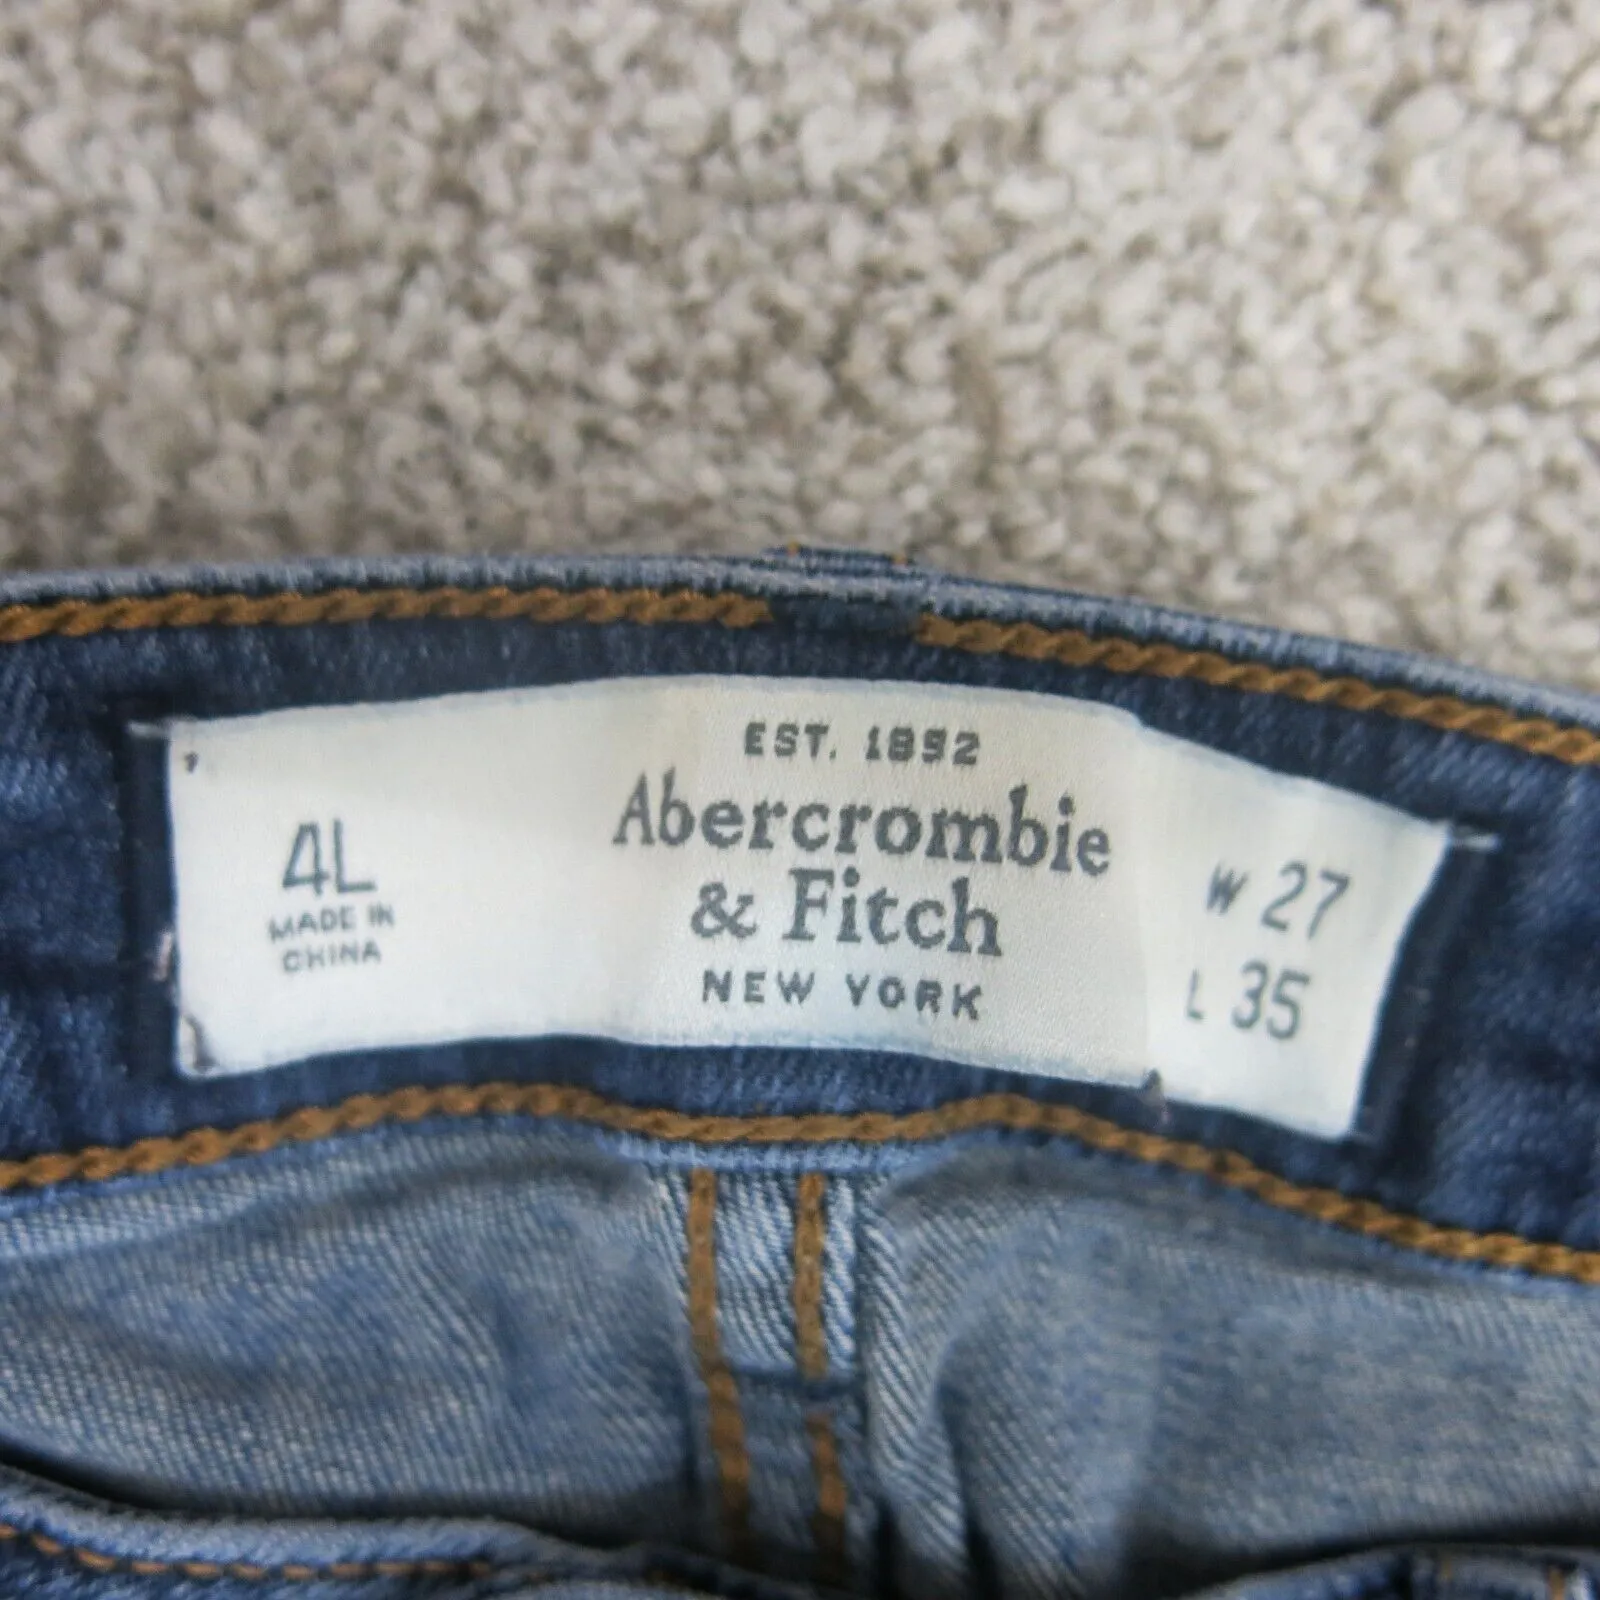 4L
MADE IN
CHINA
EST. 1892
Abercrombie
& Fitch
NEW YORK
W 27
L 35